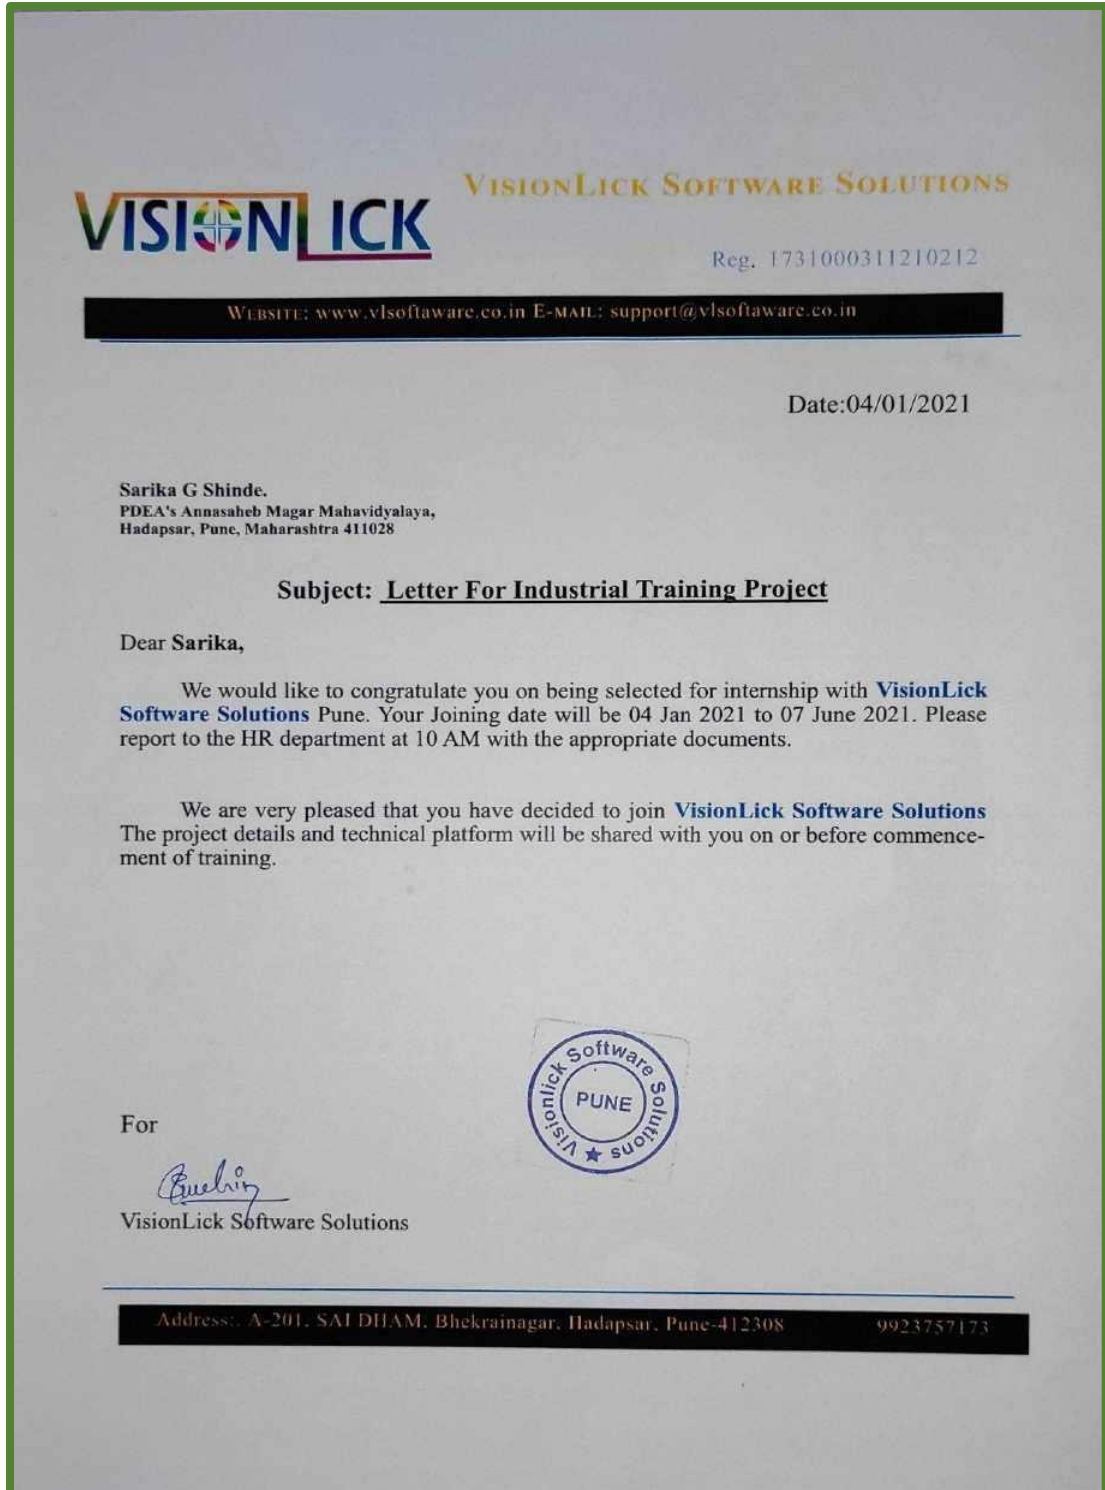 VISIONLICK
VISIONLICK SOFTWARE SOLUTIONS
Reg. 1731000311210212
WEBSITE: www.vlsoftaware.co.in E-MAIL: support@vlsoftaware.co.in
Date:04/01/2021
Sarika G Shinde.
PDEA's Annasaheb Magar Mahavidyalaya,
Hadapsar, Pune, Maharashtra 411028
Subject: Letter For Industrial Training Project
Dear Sarika,
We would like to congratulate you on being selected for internship with VisionLick
Software Solutions Pune. Your Joining date will be 04 Jan 2021 to 07 June 2021. Please
report to the HR department at 10 AM with the appropriate documents.
We are very pleased that you have decided to join VisionLick Software Solutions
The project details and technical platform will be shared with you on or before commence-
ment of training.
Visionlick Software Solutions ★
PUNE
For
VisionLick Software Solutions
Address:. A-201, SAI DHAM, Bhekrainagar, Hadapsar, Pune-412308 9923757173